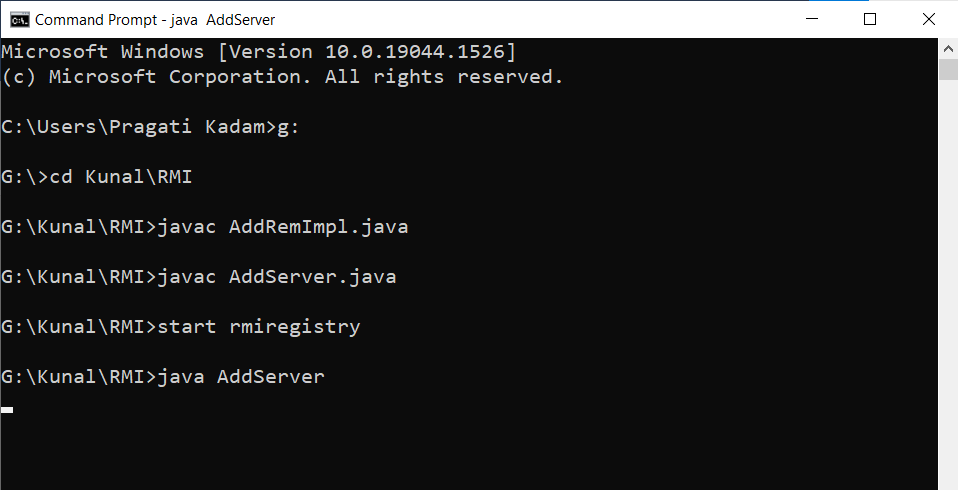 Command Prompt - java  AddServer
Microsoft Windows [Version 10.0.19044.1526]
(c) Microsoft Corporation. All rights reserved.
C:\Users\Pragati Kadam>g:
G:\>cd Kunal\RMI
G:\Kunal\RMI>javac AddRemImpl.java
G:\Kunal\RMI>javac AddServer.java
G:\Kunal\RMI>start rmiregistry
G:\Kunal\RMI>java AddServer